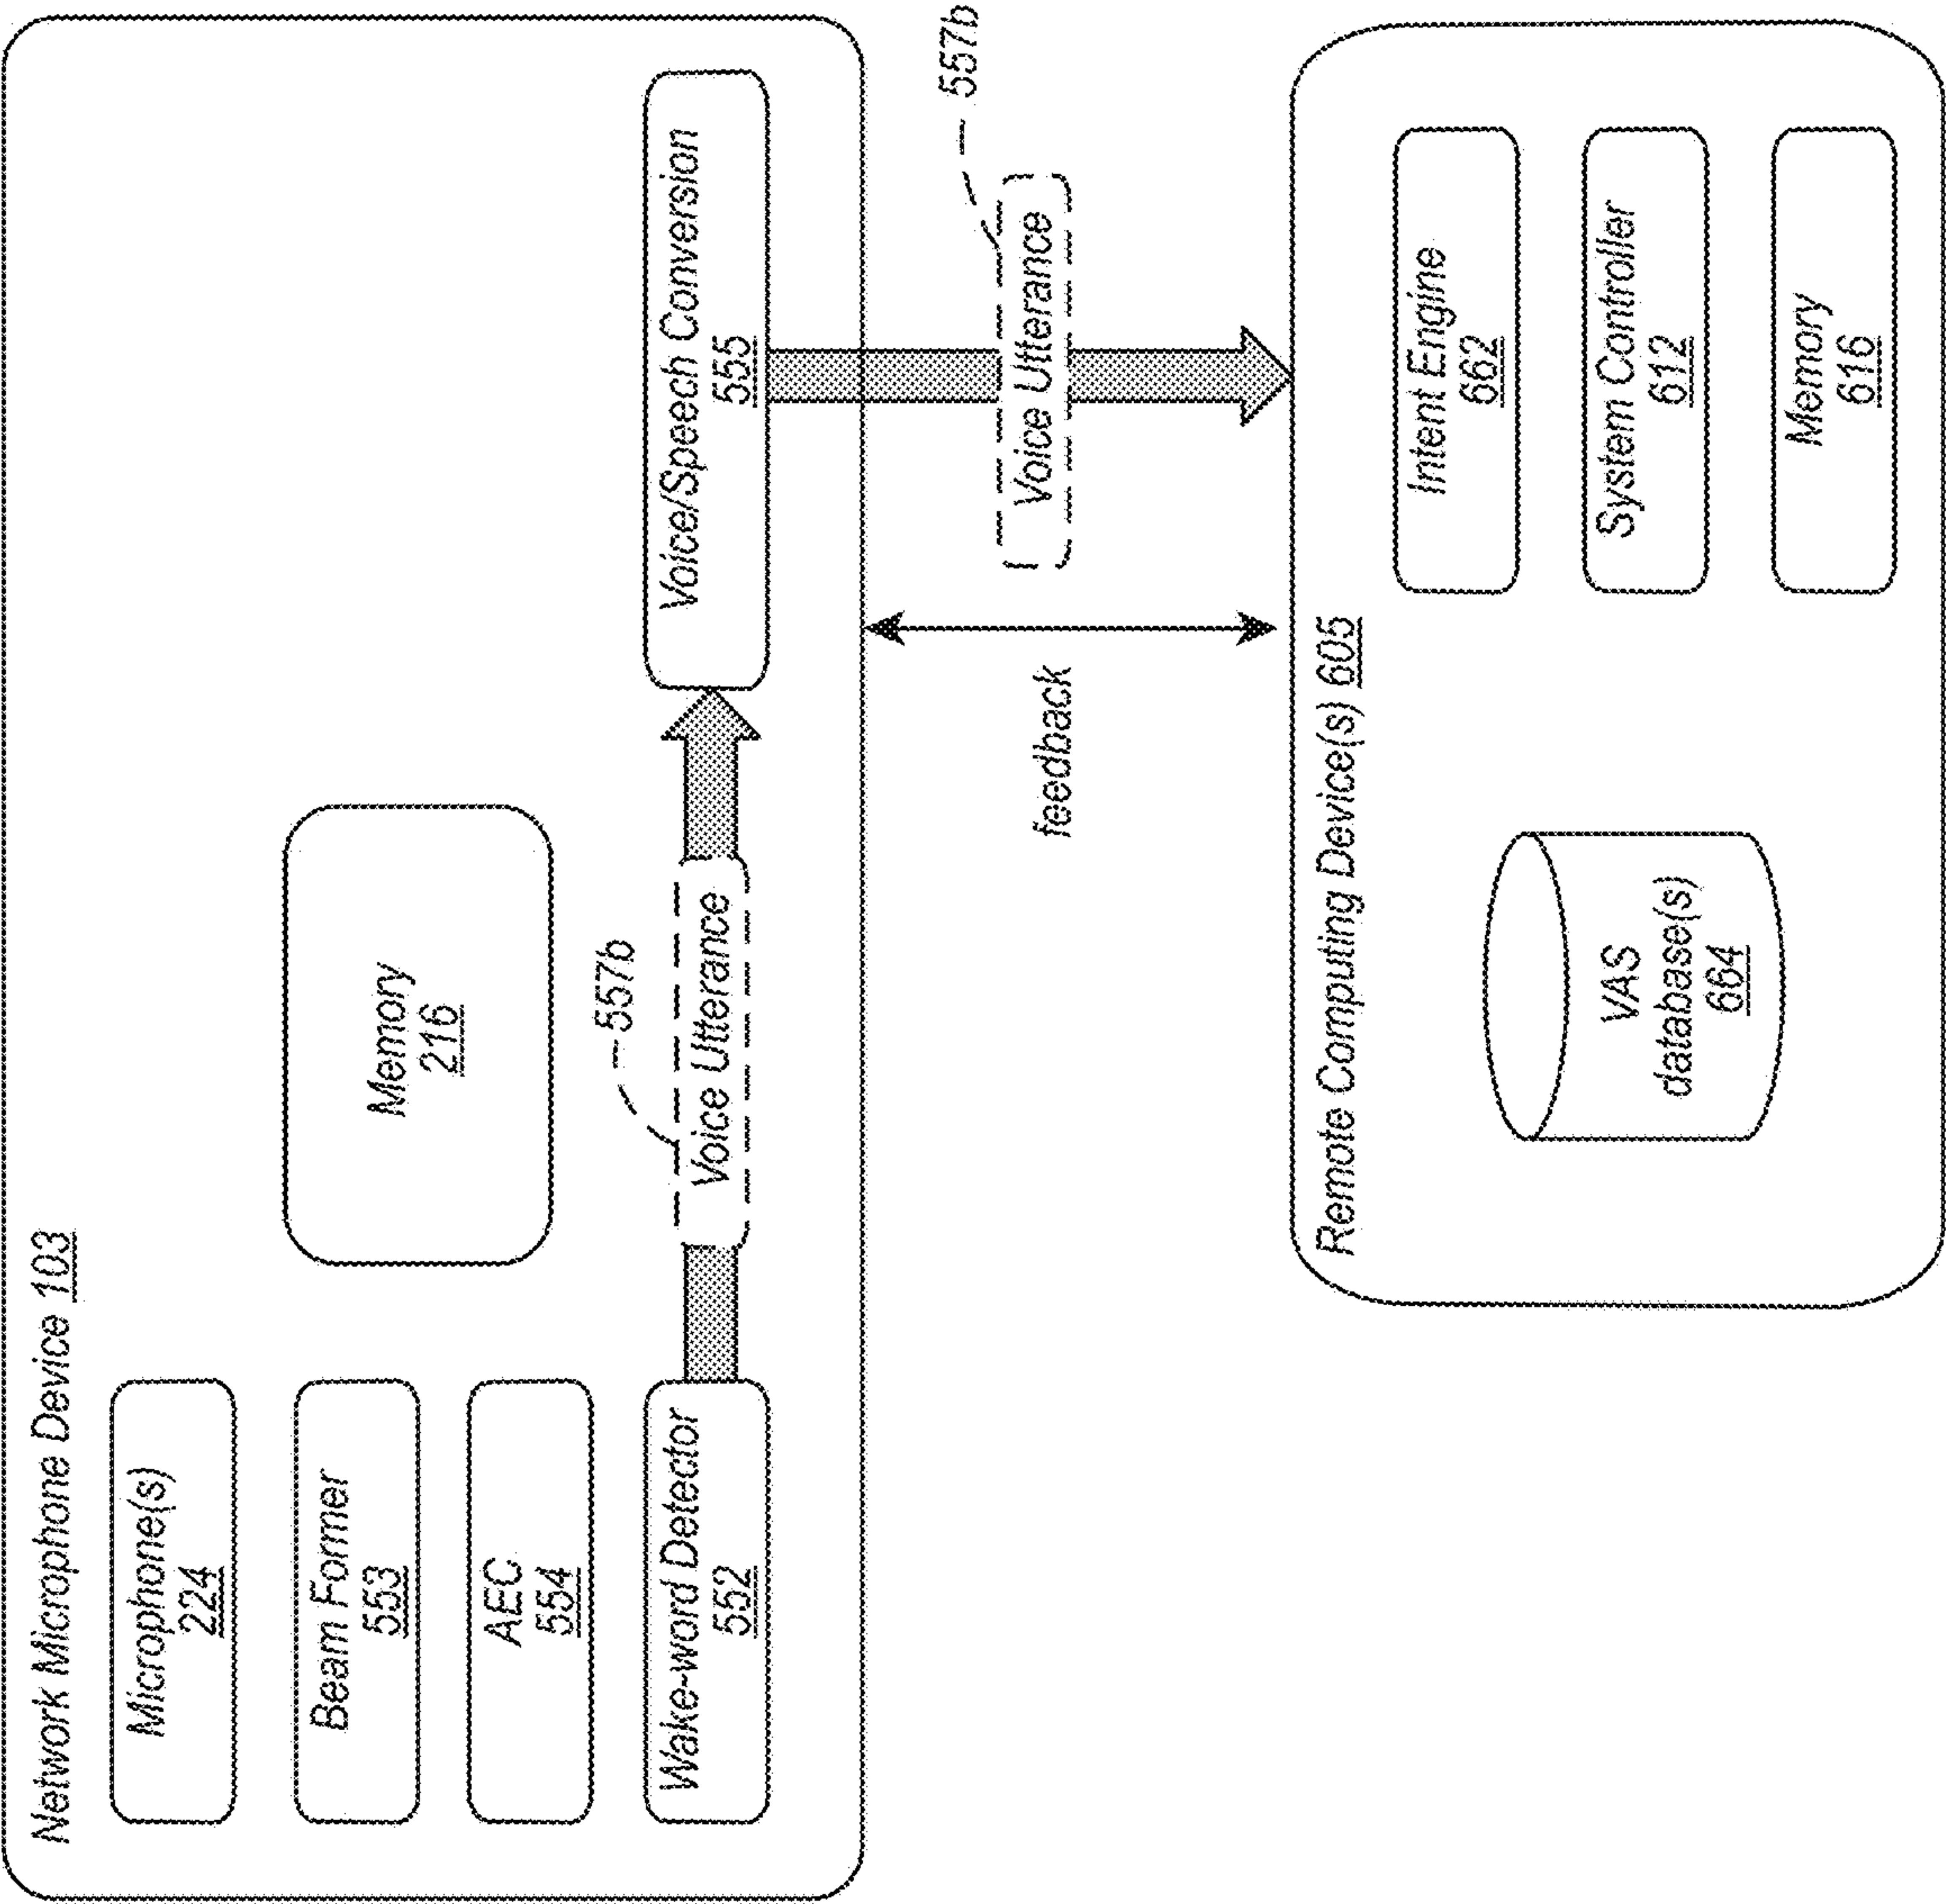 Network Microphone Device 103
Microphone(s)
224
Beam Former
553
AEC
554
Wake-word Detector
552
Memory
216
557b
Voice Utterance
Voice/Speech Conversion
555
feedback
Voice Utterance
557b
Remote Computing Device(s) 605
VAS
database(s)
664
Intent Engine
662
System Controller
612
Memory
616